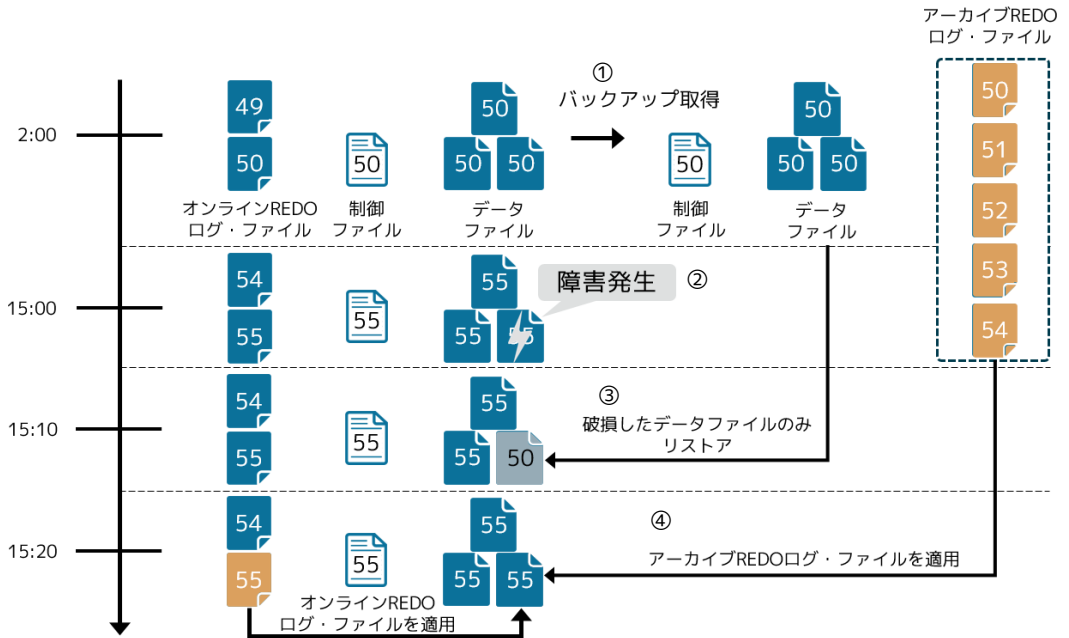 アーカイブREDO
ログ・ファイル
①
バックアップ取得
2:00
49
50
50
50
50 50
50
50
50 50
50
51
52
53
54
オンラインREDO
ログ・ファイル
制御
ファイル
データ
ファイル
制御
ファイル
データ
ファイル
15:00
54
55
55
55
55
障害発生
②
15:10
54
55
55
55
55
50
③
破損したデータファイルのみ
リストア
15:20
54
55
55
55
55 55
④
アーカイブREDOログ・ファイルを適用
オンラインREDO
ログ・ファイルを適用